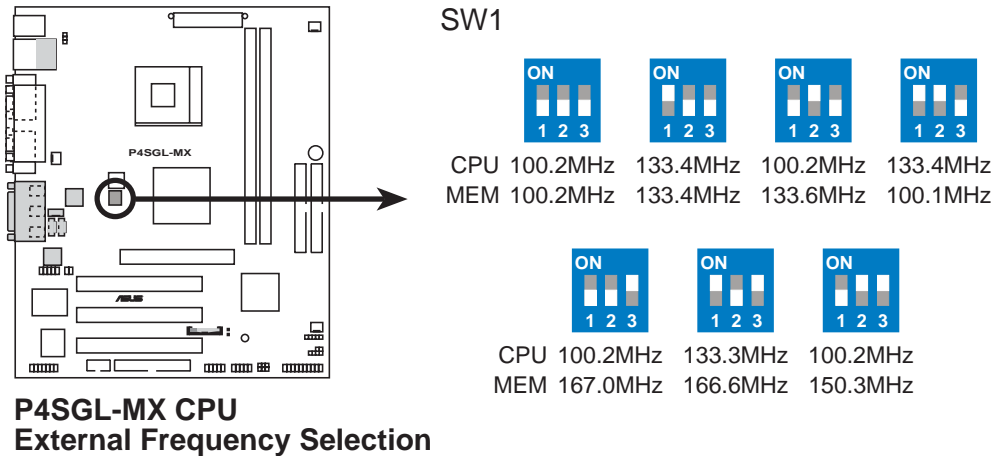 SW1
ON ON ON ON
1 2 3 1 2 3 1 2 3 1 2 3
CPU 100.2MHz 133.4MHz 100.2MHz 133.4MHz
MEM 100.2MHz 133.4MHz 133.6MHz 100.1MHz
P4SGL-MX
ON ON ON
1 2 3 1 2 3 1 2 3
CPU 100.2MHz 133.3MHz 100.2MHz
MEM 167.0MHz 166.6MHz 150.3MHz
ASUS
P4SGL-MX CPU
External Frequency Selection